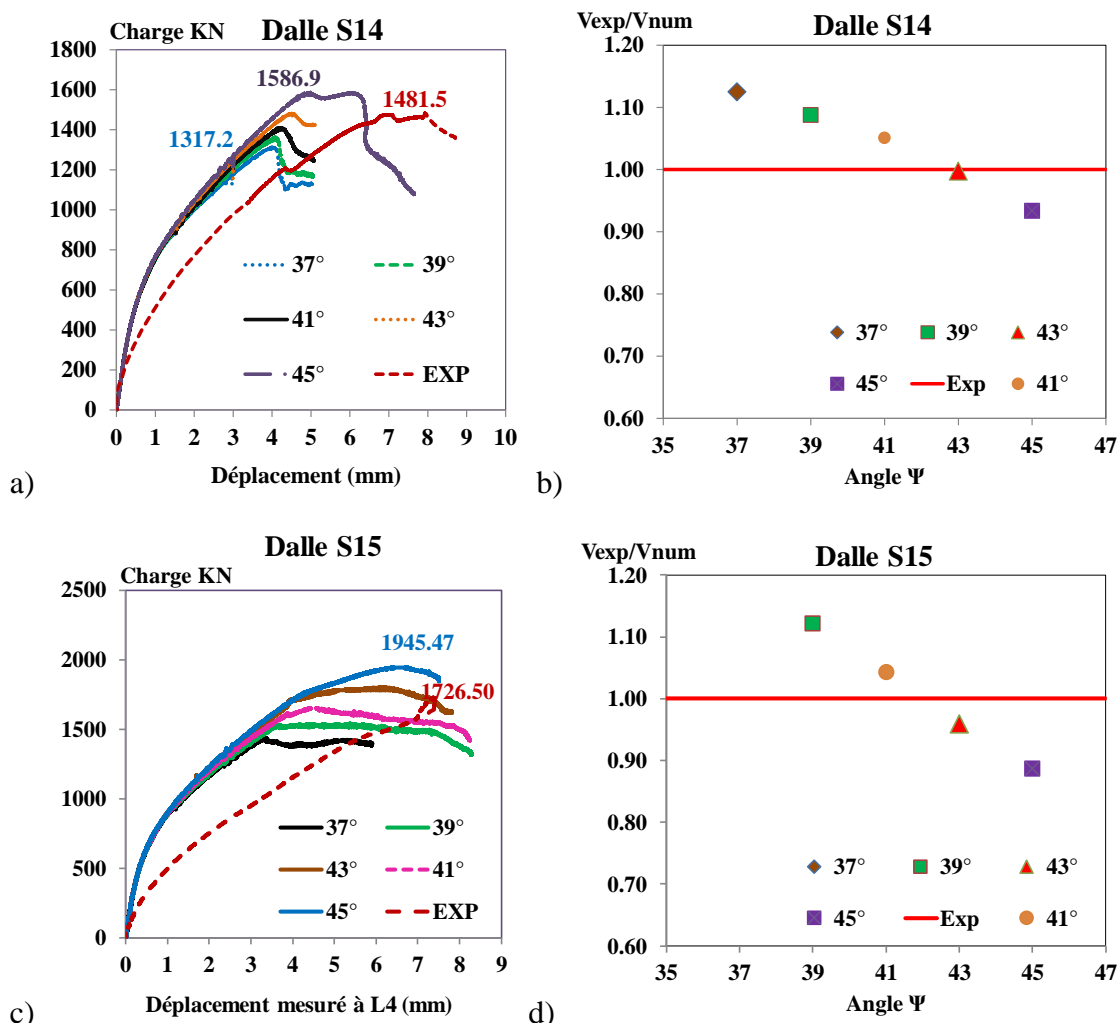 Charge KN
Dalle S14
1800
1600
1400
1200
1000
800
600
400
200
0
1586.9
1481.5
1317.2
37°
39°
41°
43°
45°
EXP
0 1 2 3 4 5 6 7 8 9 10
Déplacement (mm)
a)
Vexp/Vnum
Dalle S14
1.20
1.10
1.00
0.90
0.80
0.70
0.60
37°
39°
43°
45°
Exp
41°
35 37 39 41 43 45 47
Angle Ψ
b)
Dalle S15
Charge KN
2500
2000
1500
1000
500
0
1945.47
1726.50
37°
39°
43°
41°
45°
EXP
0 1 2 3 4 5 6 7 8 9
Déplacement mesuré à L4 (mm)
c)
Vexp/Vnum
Dalle S15
1.20
1.10
1.00
0.90
0.80
0.70
0.60
37°
39°
43°
45°
Exp
41°
35 37 39 41 43 45 47
Angle Ψ
d)